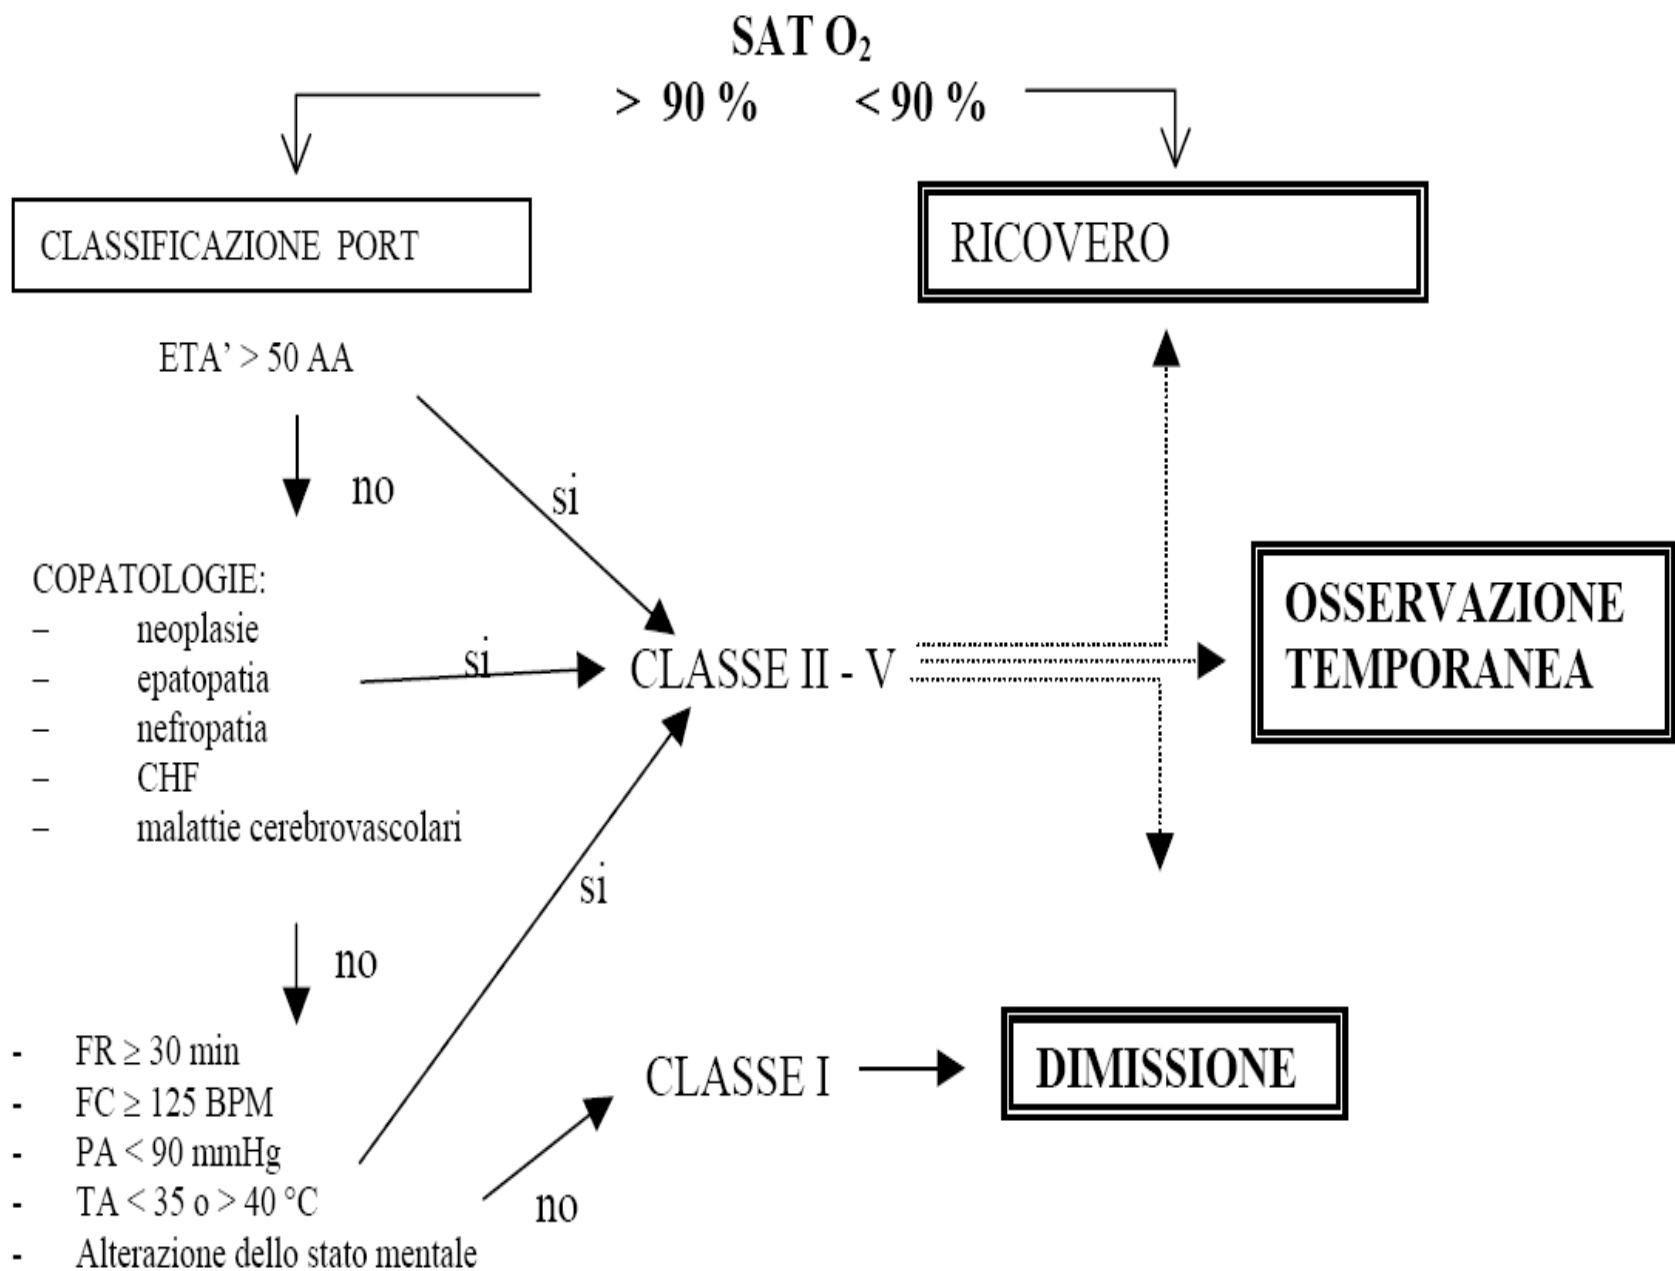 SAT O₂
> 90 % < 90 %
CLASSIFICAZIONE PORT
RICOVERO
ETA’ > 50 AA
no
si
COPATOLOGIE:
– neoplasie
– epatopatia
– nefropatia
– CHF
– malattie cerebrovascolari
si
CLASSE II - V
OSSERVAZIONE
TEMPORANEA
si
no
- FR ≥ 30 min
- FC ≥ 125 BPM
- PA < 90 mmHg
- TA < 35 o > 40 °C
- Alterazione dello stato mentale
no
CLASSE I
DIMISSIONE